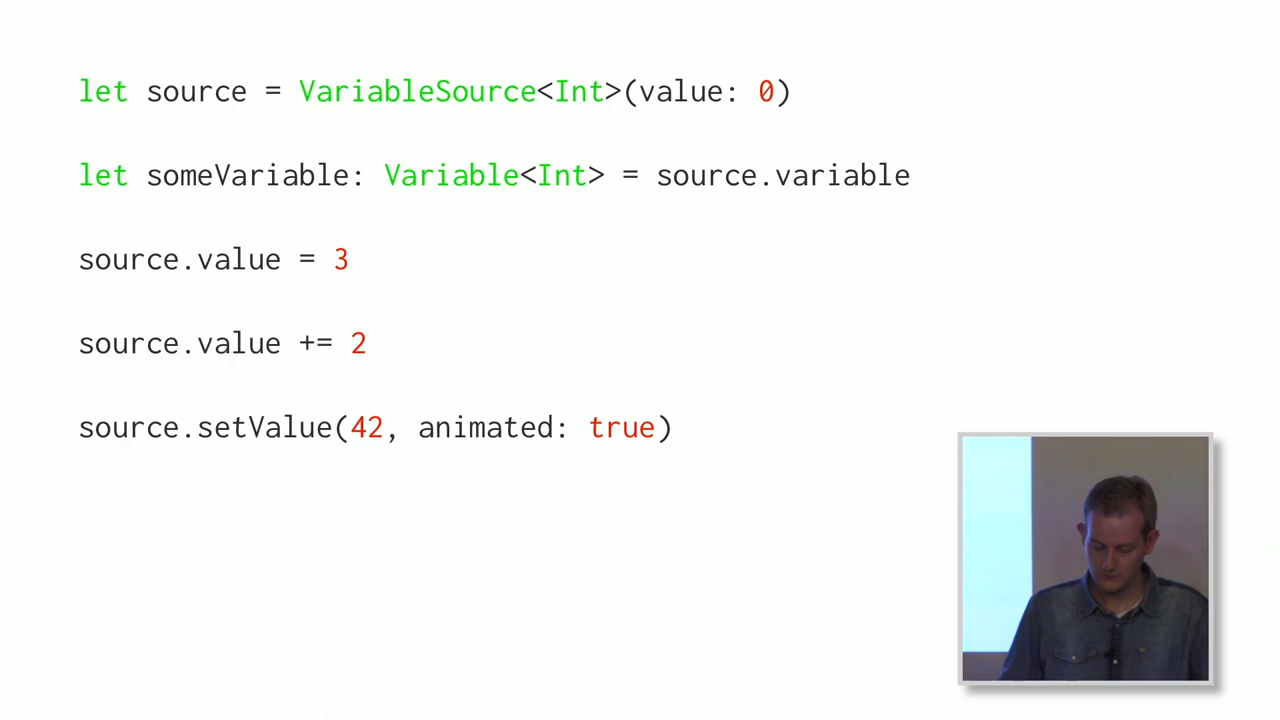 let source = VariableSource<Int>(value: 0)
let someVariable: Variable<Int> = source.variable
source.value = 3
source.value += 2
source.setValue(42, animated: true)